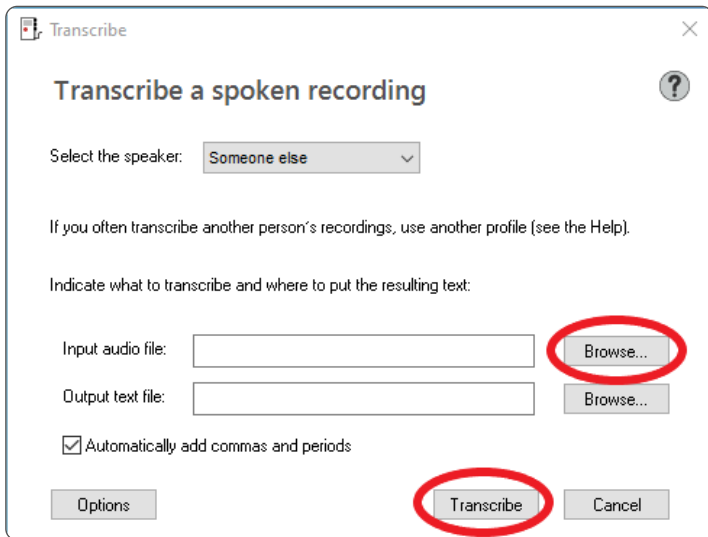 Transcribe
Transcribe a spoken recording
?
Select the speaker: Someone else
If you often transcribe another person's recordings, use another profile (see the Help).
Indicate what to transcribe and where to put the resulting text:
Input audio file: Browse...
Output text file: Browse...
Automatically add commas and periods
Options Transcribe Cancel